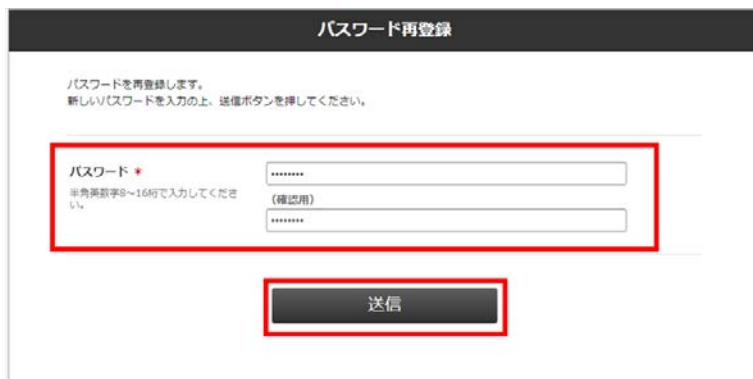 パスワード再登録
パスワードを再登録します。
新しいパスワードを入力の上、送信ボタンを押してください。
パスワード *
半角英数字8～16桁で入力してくださ
い。
••••••••
(確認用)
••••••••
送信